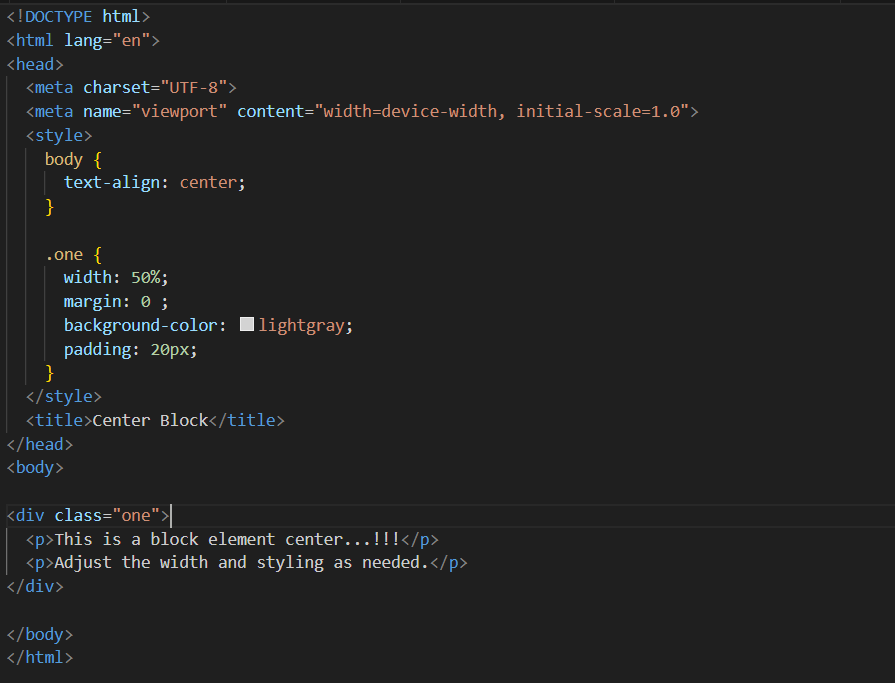 <!DOCTYPE html>
<html lang="en">
<head>
  <meta charset="UTF-8">
  <meta name="viewport" content="width=device-width, initial-scale=1.0">
  <style>
    body {
      text-align: center;
    }

    .one {
      width: 50%;
      margin: 0 ;
      background-color: lightgray;
      padding: 20px;
    }
  </style>
  <title>Center Block</title>
</head>
<body>

<div class="one">
  <p>This is a block element center...!!!</p>
  <p>Adjust the width and styling as needed.</p>
</div>

</body>
</html>